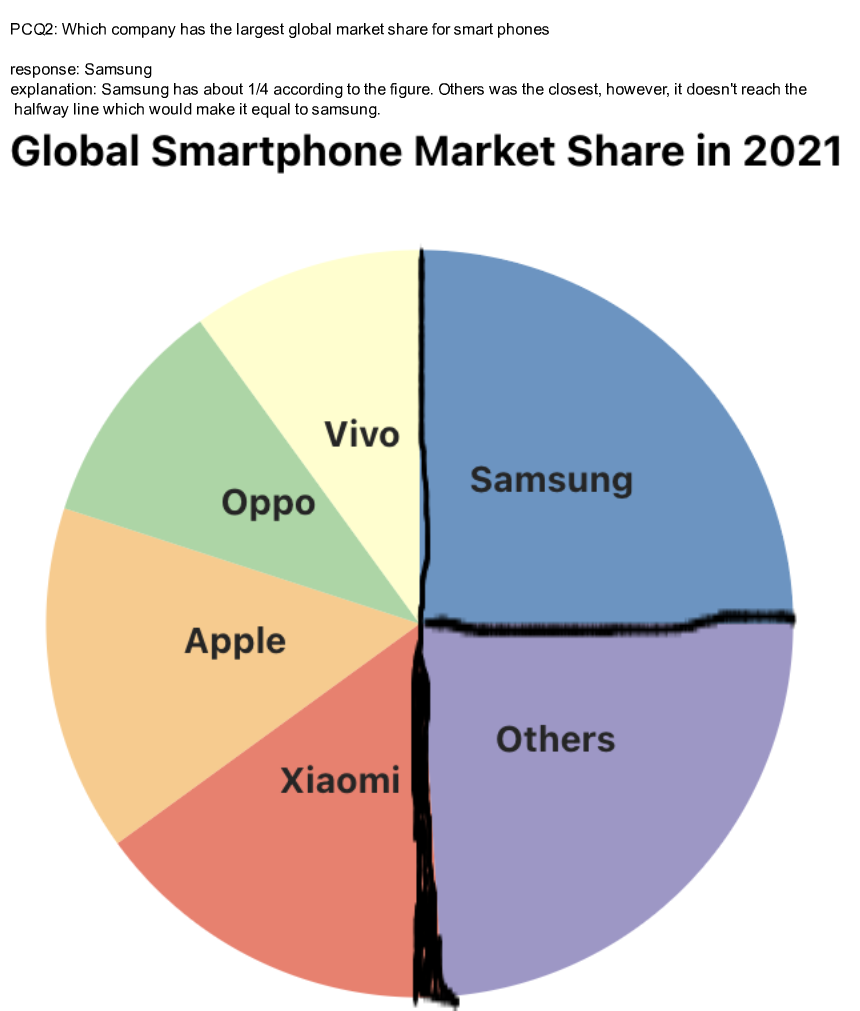 PCQ2: Which company has the largest global market share for smart phones
response: Samsung
explanation: Samsung has about 1/4 according to the figure. Others was the closest, however, it doesn't reach the
halfway line which would make it equal to samsung.
Global Smartphone Market Share in 2021
Vivo
Samsung
Oppo
Apple
Others
Xiaomi